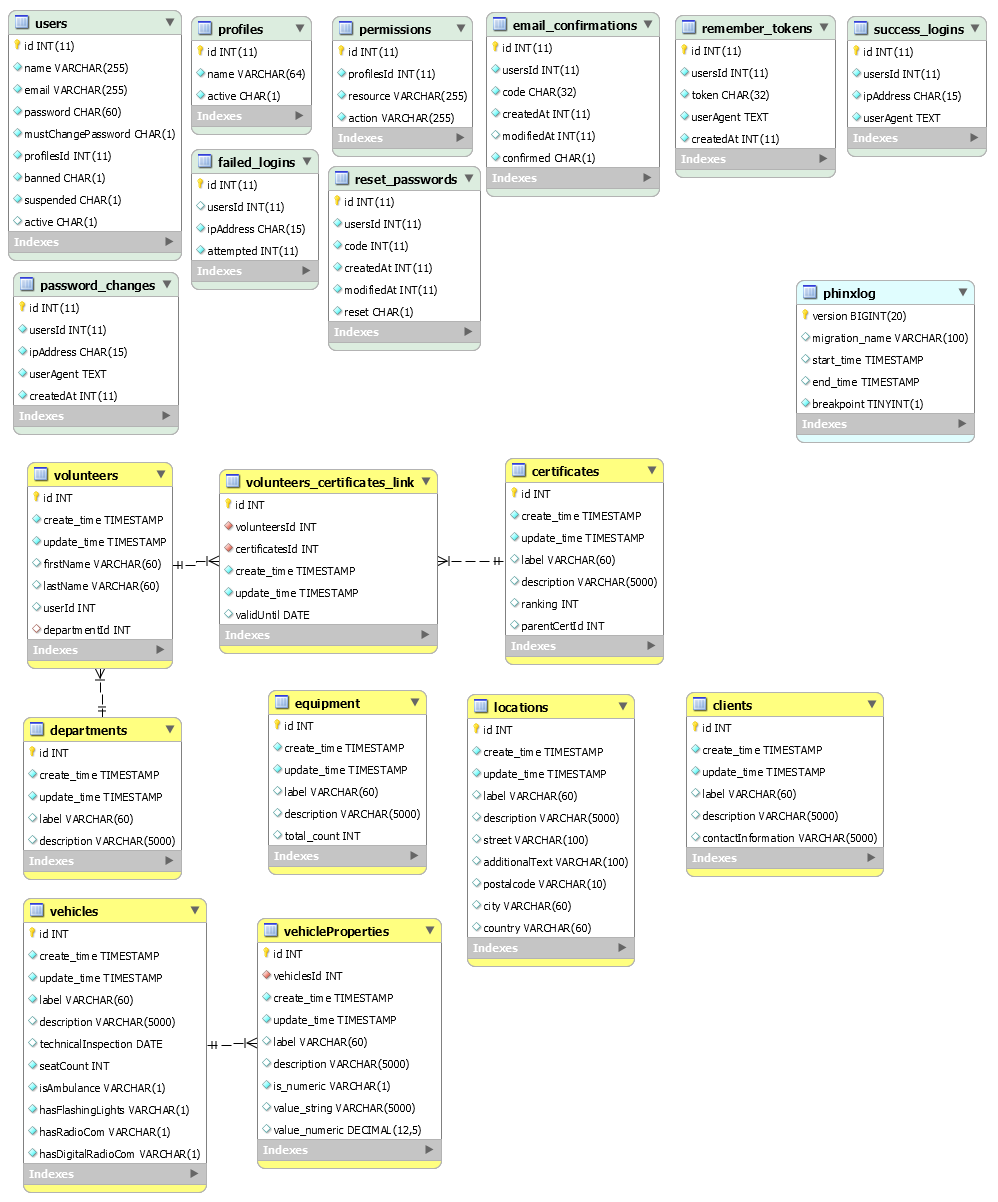 users
id INT(11)
name VARCHAR(255)
email VARCHAR(255)
password CHAR(60)
mustChangePassword CHAR(1)
profilesId INT(11)
banned CHAR(1)
suspended CHAR(1)
active CHAR(1)
Indexes
profiles
id INT(11)
name VARCHAR(64)
active CHAR(1)
Indexes
permissions
id INT(11)
profilesId INT(11)
resource VARCHAR(255)
action VARCHAR(255)
Indexes
email_confirmations
id INT(11)
usersId INT(11)
code CHAR(32)
createdAt INT(11)
modifiedAt INT(11)
confirmed CHAR(1)
Indexes
remember_tokens
id INT(11)
usersId INT(11)
token CHAR(32)
userAgent TEXT
createdAt INT(11)
Indexes
success_logins
id INT(11)
usersId INT(11)
ipAddress CHAR(15)
userAgent TEXT
Indexes
failed_logins
id INT(11)
usersId INT(11)
ipAddress CHAR(15)
attempted INT(11)
Indexes
reset_passwords
id INT(11)
usersId INT(11)
code INT(11)
createdAt INT(11)
modifiedAt INT(11)
reset CHAR(1)
Indexes
password_changes
id INT(11)
usersId INT(11)
ipAddress CHAR(15)
userAgent TEXT
createdAt INT(11)
Indexes
phinxlog
version BIGINT(20)
migration_name VARCHAR(100)
start_time TIMESTAMP
end_time TIMESTAMP
breakpoint TINYINT(1)
Indexes
volunteers
id INT
create_time TIMESTAMP
update_time TIMESTAMP
firstName VARCHAR(60)
lastName VARCHAR(60)
userId INT
departmentId INT
Indexes
volunteers_certificates_link
id INT
volunteersId INT
certificatesId INT
create_time TIMESTAMP
update_time TIMESTAMP
validUntil DATE
Indexes
certificates
id INT
create_time TIMESTAMP
update_time TIMESTAMP
label VARCHAR(60)
description VARCHAR(5000)
ranking INT
parentCertId INT
Indexes
departments
id INT
create_time TIMESTAMP
update_time TIMESTAMP
label VARCHAR(60)
description VARCHAR(5000)
Indexes
equipment
id INT
create_time TIMESTAMP
update_time TIMESTAMP
label VARCHAR(60)
description VARCHAR(5000)
total_count INT
Indexes
locations
id INT
create_time TIMESTAMP
update_time TIMESTAMP
label VARCHAR(60)
description VARCHAR(5000)
street VARCHAR(100)
additionalText VARCHAR(100)
postalcode VARCHAR(10)
city VARCHAR(60)
country VARCHAR(60)
Indexes
clients
id INT
create_time TIMESTAMP
update_time TIMESTAMP
label VARCHAR(60)
description VARCHAR(5000)
contactInformation VARCHAR(5000)
Indexes
vehicles
id INT
create_time TIMESTAMP
update_time TIMESTAMP
label VARCHAR(60)
description VARCHAR(5000)
technicalInspection DATE
seatCount INT
isAmbulance VARCHAR(1)
hasFlashingLights VARCHAR(1)
hasRadioCom VARCHAR(1)
hasDigitalRadioCom VARCHAR(1)
Indexes
vehicleProperties
id INT
vehiclesId INT
create_time TIMESTAMP
update_time TIMESTAMP
label VARCHAR(60)
description VARCHAR(5000)
is_numeric VARCHAR(1)
value_string VARCHAR(5000)
value_numeric DECIMAL(12,5)
Indexes